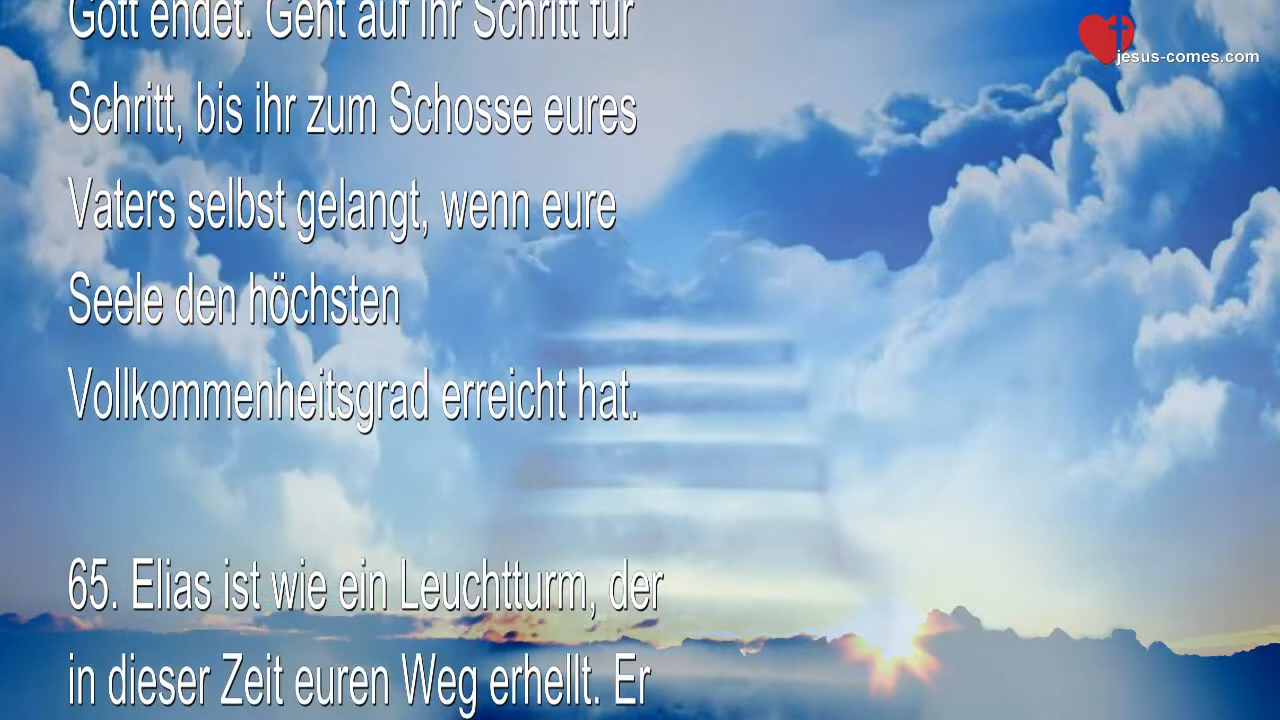 Gott endet. Geht auf ihr Schritt für
Schritt, bis ihr zum Schosse eures
Vaters selbst gelangt, wenn eure
Seele den höchsten
Vollkommenheitsgrad erreicht hat.
65. Elias ist wie ein Leuchtturm, der
in dieser Zeit euren Weg erhellt. Er
jesus-comes.com